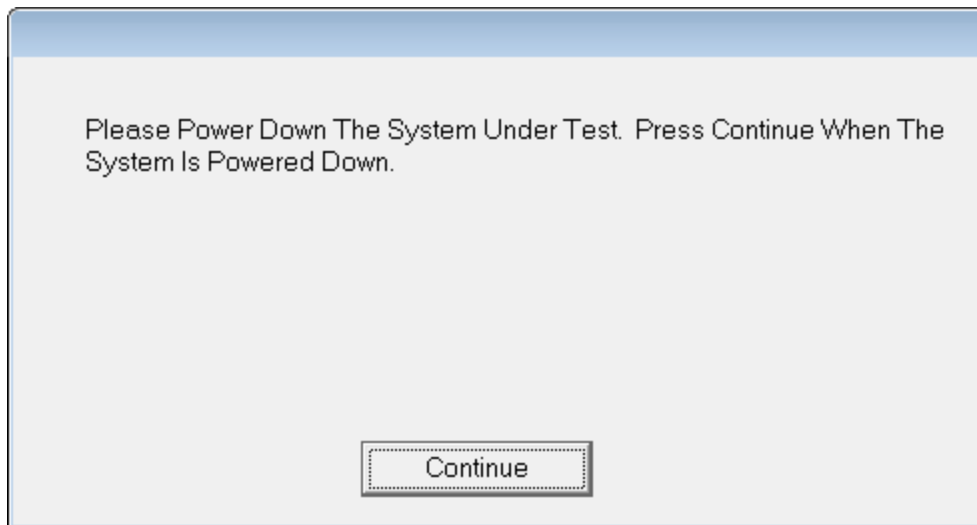 Please Power Down The System Under Test.  Press Continue When The
System Is Powered Down.
Continue